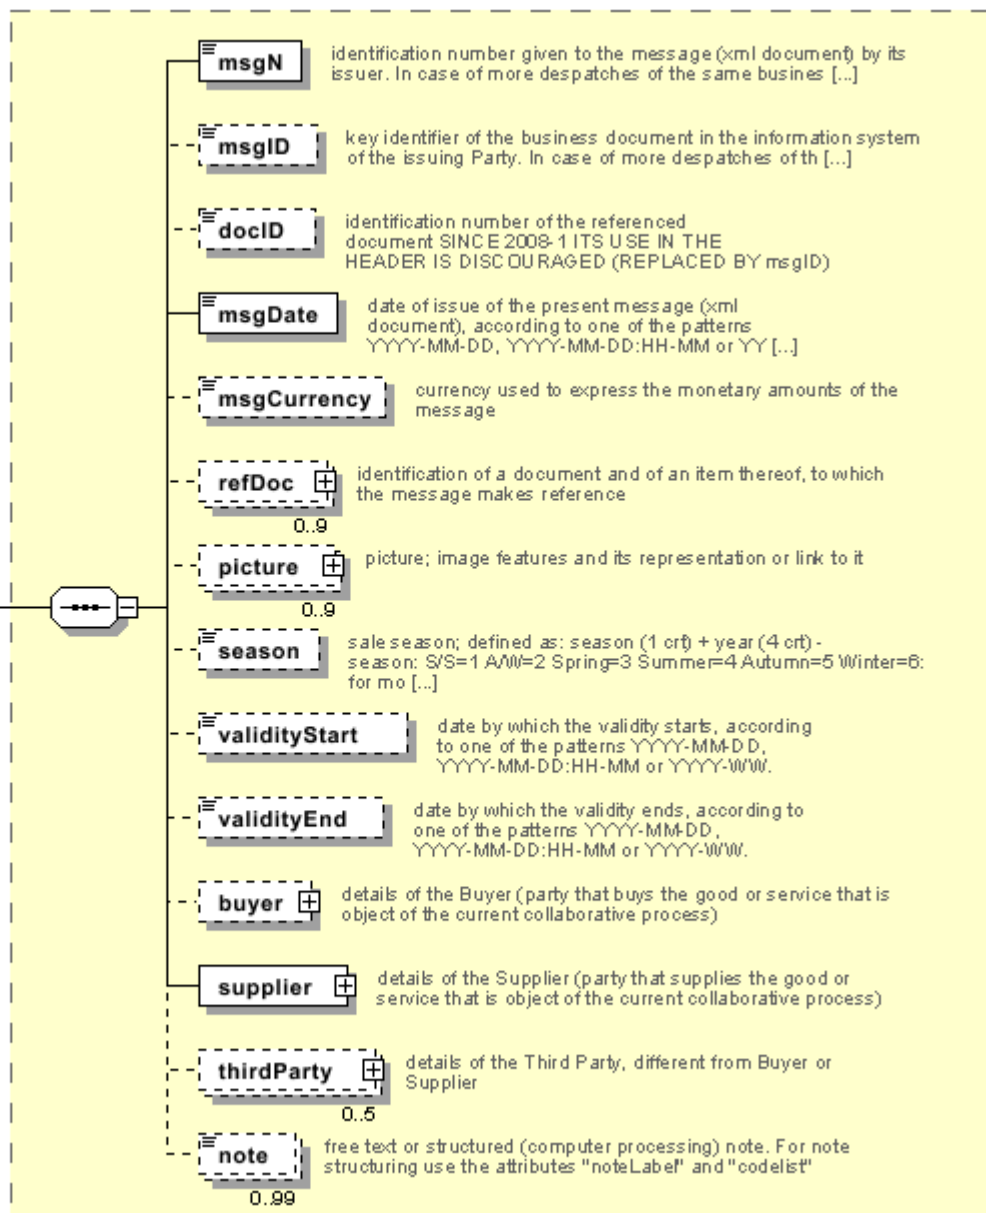 msgN
identification number given to the message (xml document) by its
issuer. In case of more despatches of the same busines [...]
msgID
key identifier of the business document in the information system
of the issuing Party. In case of more despatches of th [...]
docID
identification number of the referenced
document SINCE 2008-1 ITS USE IN THE
HEADER IS DISCOURAGED (REPLACED BY msgID)
msgDate
date of issue of the present message (xml
document), according to one of the patterns
YYYY-MM-DD, YYYY-MM-DD:HH-MM or YY [...]
msgCurrency
currency used to express the monetary amounts of the
message
refDoc
identification of a document and of an item thereof, to which
the message makes reference
0..9
picture
picture; image features and its representation or link to it
0..9
season
sale season; defined as: season (1 crt) + year (4 crt) -
season: S/S=1 A/W=2 Spring=3 Summer=4 Autumn=5 Winter=6:
for mo [...]
validityStart
date by which the validity starts, according
to one of the patterns YYYY-MM-DD,
YYYY-MM-DD:HH-MM or YYYY-WW.
validityEnd
date by which the validity ends, according to
one of the patterns YYYY-MM-DD,
YYYY-MM-DD:HH-MM or YYYY-WW.
buyer
details of the Buyer (party that buys the good or service that is
object of the current collaborative process)
supplier
details of the Supplier (party that supplies the good or
service that is object of the current collaborative process)
thirdParty
details of the Third Party, different from Buyer or
Supplier
0..5
note
free text or structured (computer processing) note. For note
structuring use the attributes "noteLabel" and "codelist"
0..99